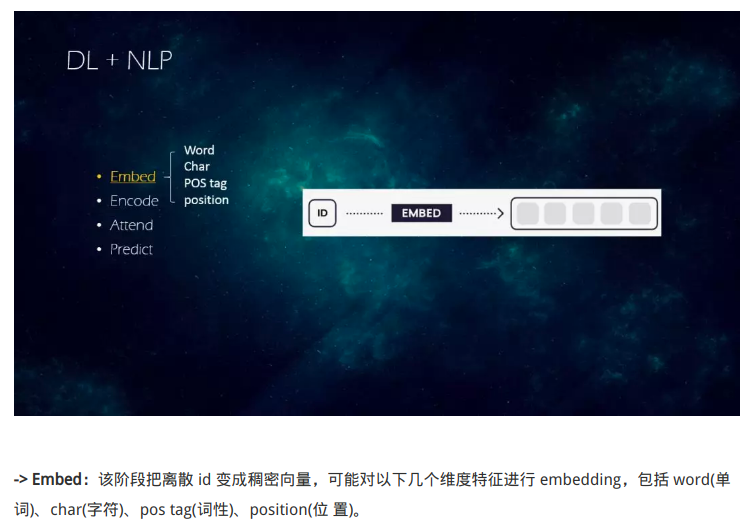 DL + NLP
• Embed
• Encode
• Attend
• Predict
Word
Char
POS tag
position
ID
EMBED
-> Embed：该阶段把离散 id 变成稠密向量，可能对以下几个维度特征进行 embedding，包括 word(单
词)、char(字符)、pos tag(词性)、position(位 置)。